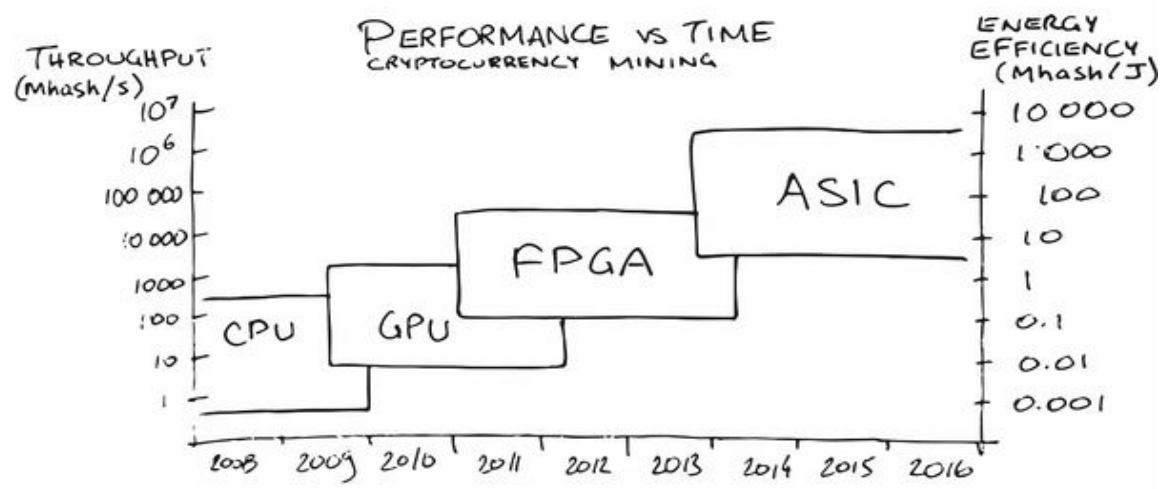 PERFORMANCE vs TIME
CRYPTOCURRENCY MINING
THROUGHPUT
(Mhash/s)
10⁷
10⁶
100 000
10 000
1000
100
10
1
ENERGY
EFFICIENCY
(Mhash/J)
10 000
1 000
100
10
1
0.1
0.01
0.001
CPU
GPU
FPGA
ASIC
2008 2009 2010 2011 2012 2013 2014 2015 2016